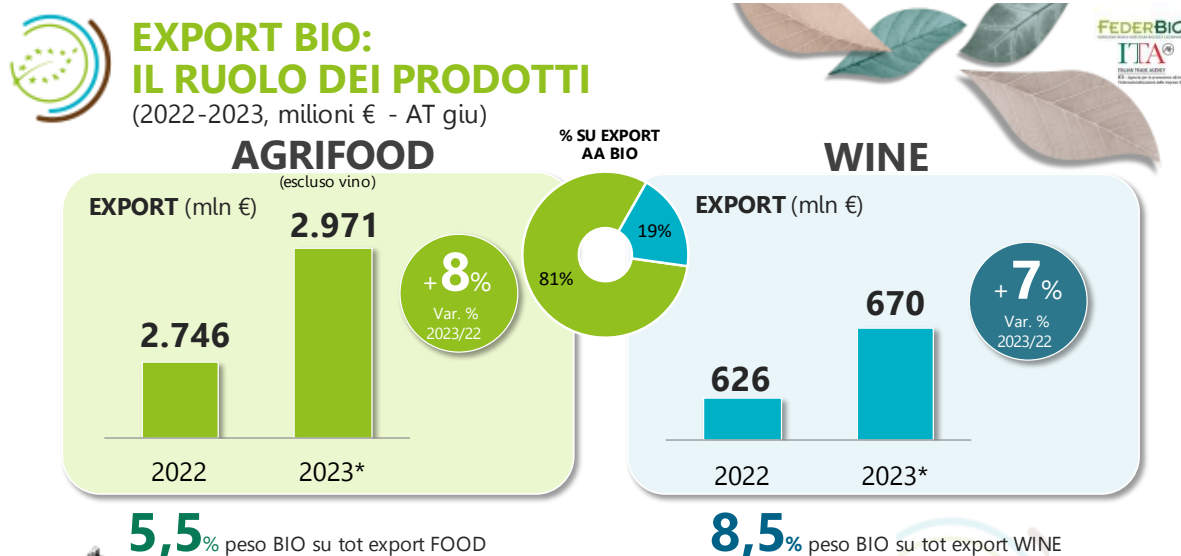 EXPORT BIO:
IL RUOLO DEI PRODOTTI
(2022-2023, milioni € - AT giu)
FEDERBIO
ITA®
ITALIAN TRADE AGENCY
AGRIFOOD
(escluso vino)
EXPORT (mln €)
2.746
2.971
2022
2023*
+8%
Var. %
2023/22
% SU EXPORT
AA BIO
19%
81%
WINE
EXPORT (mln €)
626
670
2022
2023*
+7%
Var. %
2023/22
5,5% peso BIO su tot export FOOD
8,5% peso BIO su tot export WINE